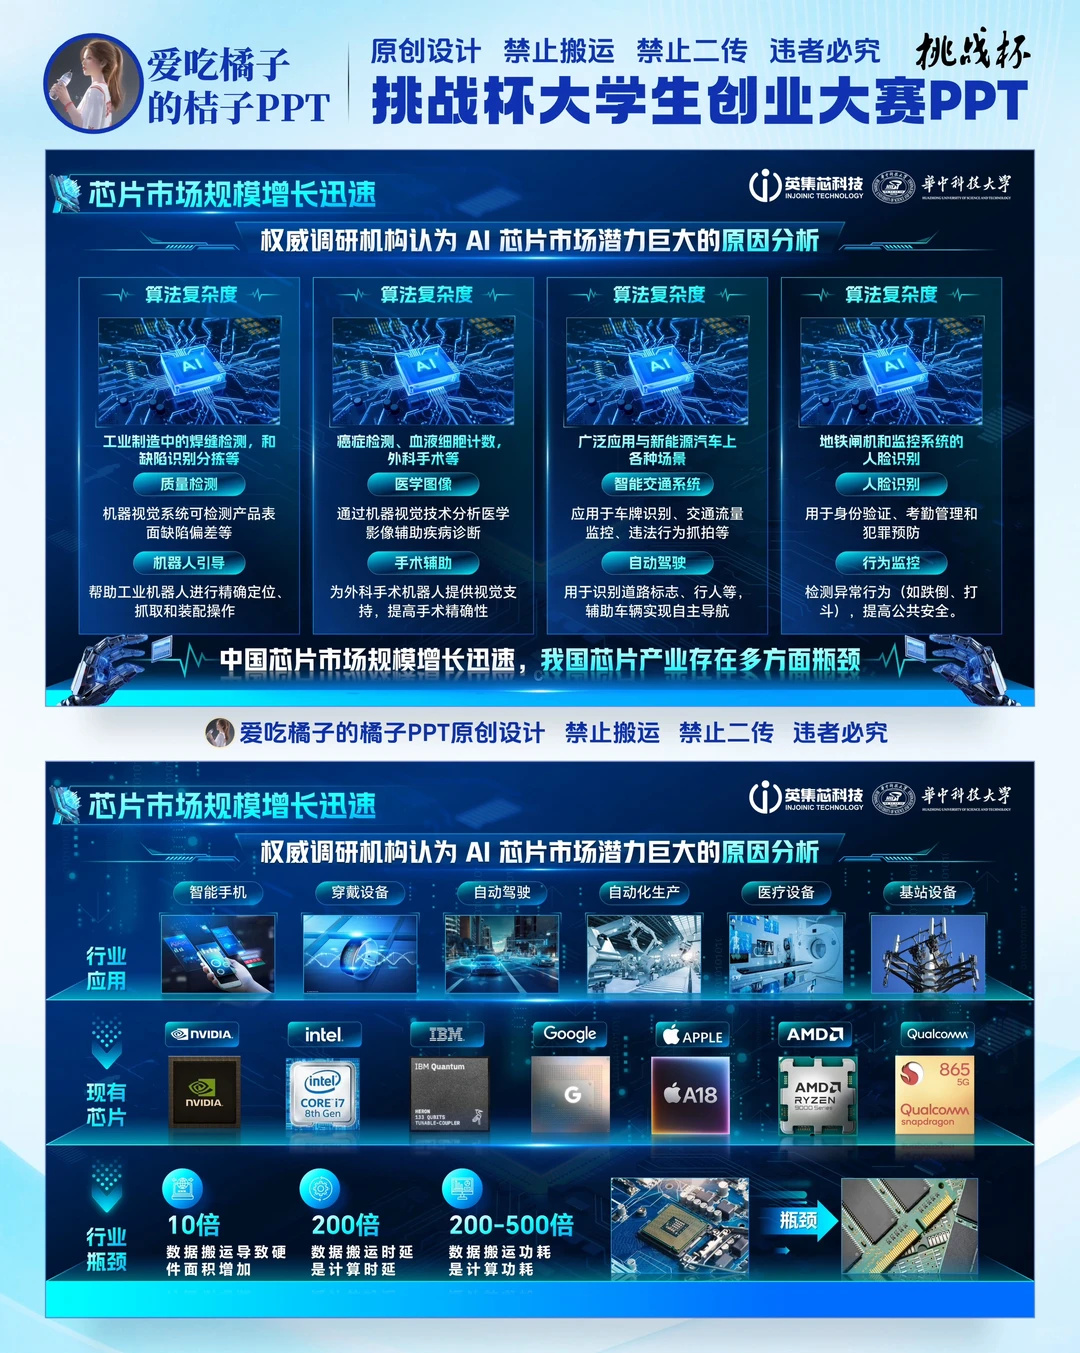 爱吃橘子
的桔子PPT
原创设计 禁止搬运 禁止二传 违者必究
挑战杯
挑战杯大学生创业大赛PPT
芯片市场规模增长迅速
英集芯科技
INJOINIC TECHNOLOGY
華中科技大學
HUAZHONG UNIVERSITY OF SCIENCE AND TECHNOLOGY
权威调研机构认为 AI 芯片市场潜力巨大的原因分析
算法复杂度
AI
工业制造中的焊缝检测，和
缺陷识别分拣等
质量检测
机器视觉系统可检测产品表
面缺陷偏差等
机器人引导
帮助工业机器人进行精确定位、
抓取和装配操作
算法复杂度
AI
癌症检测、血液细胞计数，
外科手术等
医学图像
通过机器视觉技术分析医学
影像辅助疾病诊断
手术辅助
为外科手术机器人提供视觉支
持，提高手术精确性
算法复杂度
AI
广泛应用与新能源汽车上
各种场景
智能交通系统
应用于车牌识别、交通流量
监控、违法行为抓拍等
自动驾驶
用于识别道路标志、行人等，
辅助车辆实现自主导航
算法复杂度
AI
地铁闸机和监控系统的
人脸识别
人脸识别
用于身份验证、考勤管理和
犯罪预防
行为监控
检测异常行为（如跌倒、打
斗），提高公共安全。
中国芯片市场规模增长迅速，我国芯片产业存在多方面瓶颈
爱吃橘子的橘子PPT原创设计 禁止搬运 禁止二传 违者必究
芯片市场规模增长迅速
英集芯科技
INJOINIC TECHNOLOGY
華中科技大學
HUAZHONG UNIVERSITY OF SCIENCE AND TECHNOLOGY
权威调研机构认为 AI 芯片市场潜力巨大的原因分析
智能手机 穿戴设备 自动驾驶 自动化生产 医疗设备 基站设备
行业
应用
NVIDIA. intel. IBM Google APPLE AMD Qualcomm
现有
芯片
NVIDIA.
intel
CORE i7
8th Gen
IBM Quantum
HERON
133 QUBITS
TUNABLE-COUPLER
G
A18
AMD
RYZEN
9000 Series
865
5G
Qualcomm
snapdragon
行业
瓶颈
10倍
数据搬运导致硬
件面积增加
200倍
数据搬运时延
是计算时延
200-500倍
数据搬运功耗
是计算功耗
瓶颈